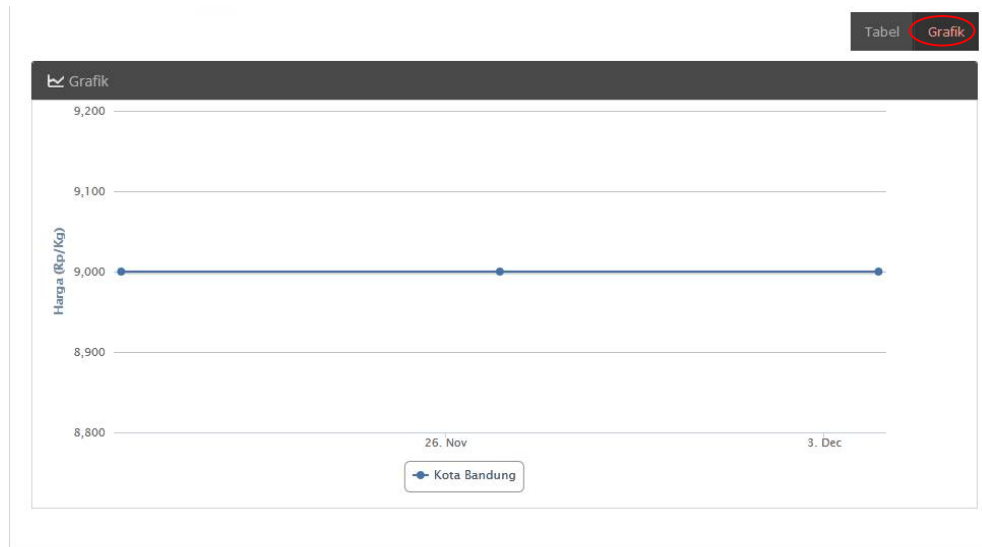 Tabel Grafik
Grafik
9,200
9,100
9,000
8,900
8,800
Harga (Rp/Kg)
26. Nov 3. Dec
Kota Bandung